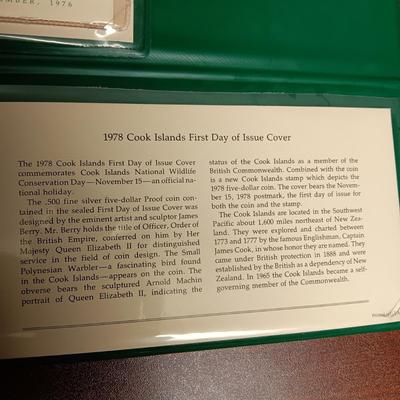 MBER, 1976
1978 Cook Islands First Day of Issue Cover
The 1978 Cook Islands First Day of Issue Cover
commemorates Cook Islands National Wildlife
Conservation Day—November 15—an official na-
tional holiday.
The .500 fine silver five-dollar Proof coin con-
tained in the sealed First Day of Issue Cover was
designed by the eminent artist and sculptor James
Berry. Mr. Berry holds the title of Officer, Order of
the British Empire, conferred on him by Her
Majesty Queen Elizabeth II for distinguished
service in the field of coin design. The Small
Polynesian Warbler—a fascinating bird found
in the Cook Islands—appears on the coin. The
obverse bears the sculptured Arnold Machin
portrait of Queen Elizabeth II, indicating the
status of the Cook Islands as a member of the
British Commonwealth. Combined with the coin
is a new Cook Islands stamp which depicts the
1978 five-dollar coin. The cover bears the Novem-
ber 15, 1978 postmark, the first day of issue for
both the coin and the stamp.
The Cook Islands are located in the Southwest
Pacific about 1,600 miles northeast of New Zea-
land. They were explored and charted between
1773 and 1777 by the famous Englishman, Captain
James Cook, in whose honor they are named. They
came under British protection in 1888 and were
established by the British as a dependency of New
Zealand. In 1965 the Cook Islands became a self-
governing member of the Commonwealth.